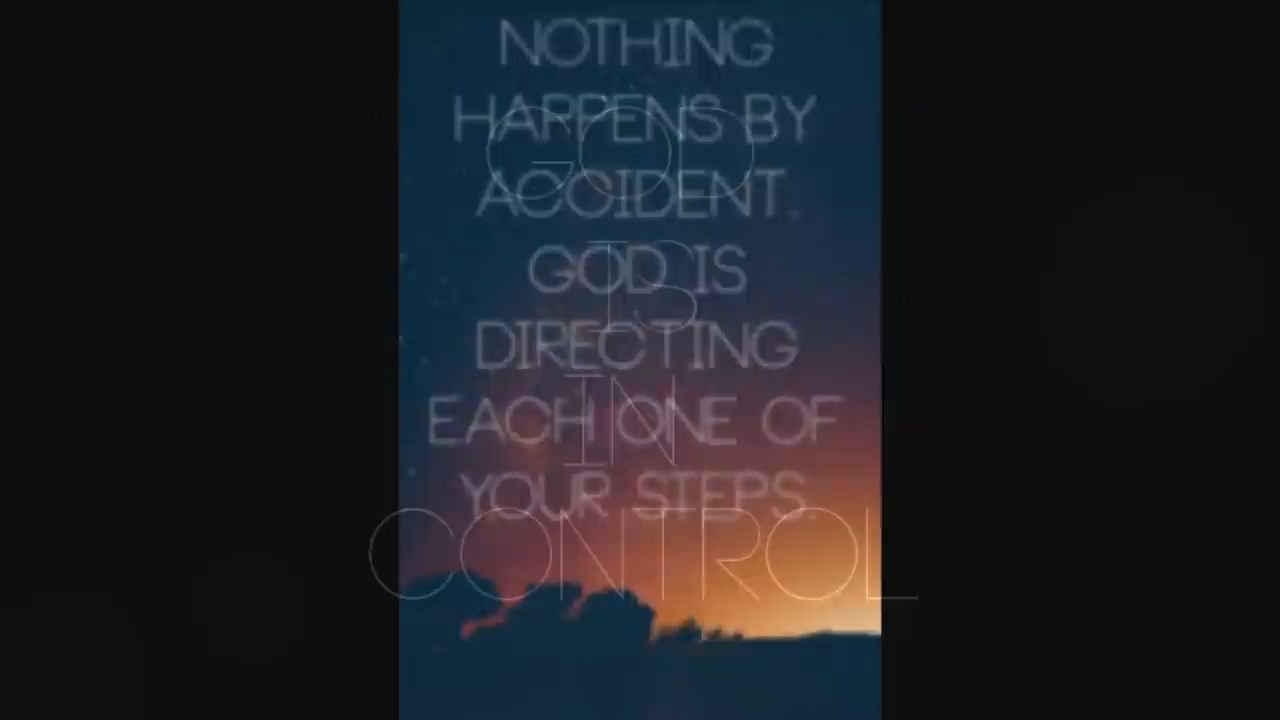 NOTHING
HAPPENS BY
ACCIDENT.
GOD IS
DIRECTING
EACH ONE OF
YOUR STEPS.
GOD
IS
IN
CONTROL